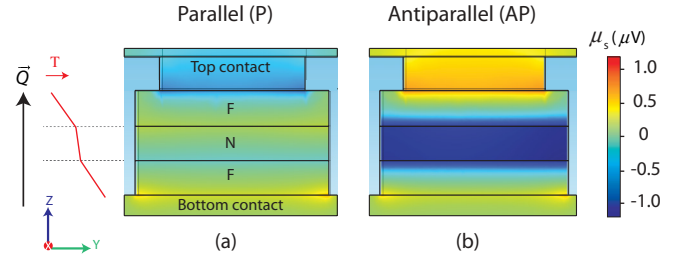 Parallel (P)
Antiparallel (AP)
μs (μV)
T
Q
Top contact
F
N
F
Bottom contact
1.0
0.5
0
-0.5
-1.0
Z
X
Y
(a)
(b)